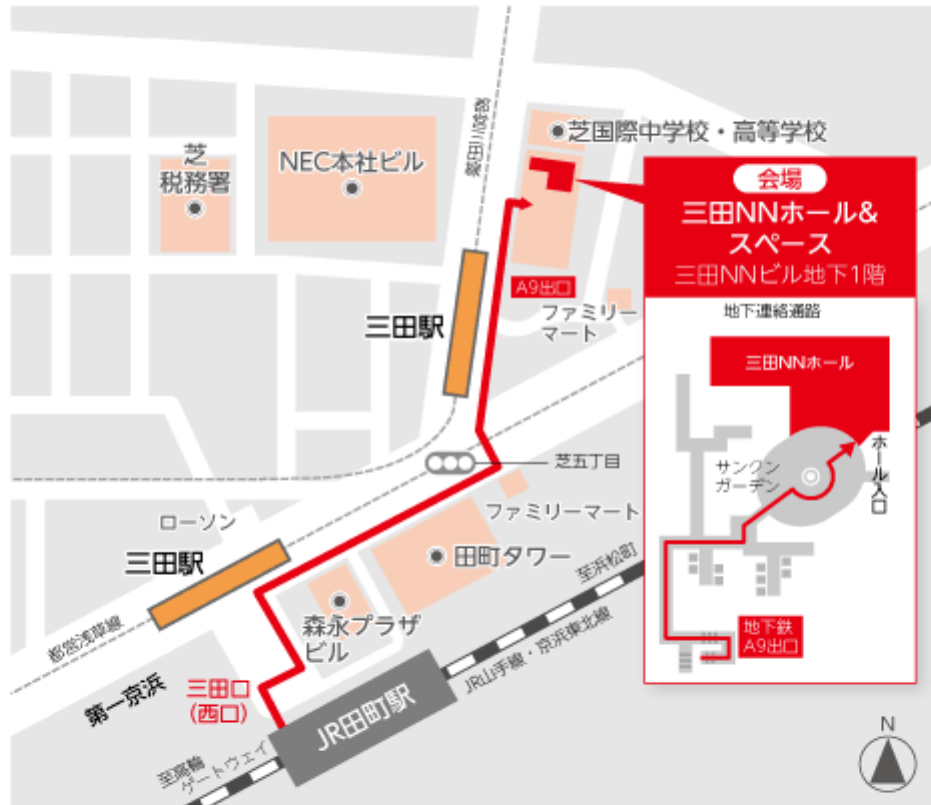 芝国際中学校・高等学校
都営三田線
芝
税務署
NEC本社ビル
会場
三田NNホール&
スペース
三田NNビル地下1階
A9出口
ファミリー
マート
三田駅
地下連絡通路
三田NNホール
サンクン
ガーデン
ホール入口
芝五丁目
ローソン
ファミリーマート
三田駅
田町タワー
至浜松町
都営浅草線
森永プラザ
ビル
地下鉄
A9出口
JR山手線・京浜東北線
第一京浜
三田口
(西口)
JR田町駅
N
至高輪
ゲートウェイ